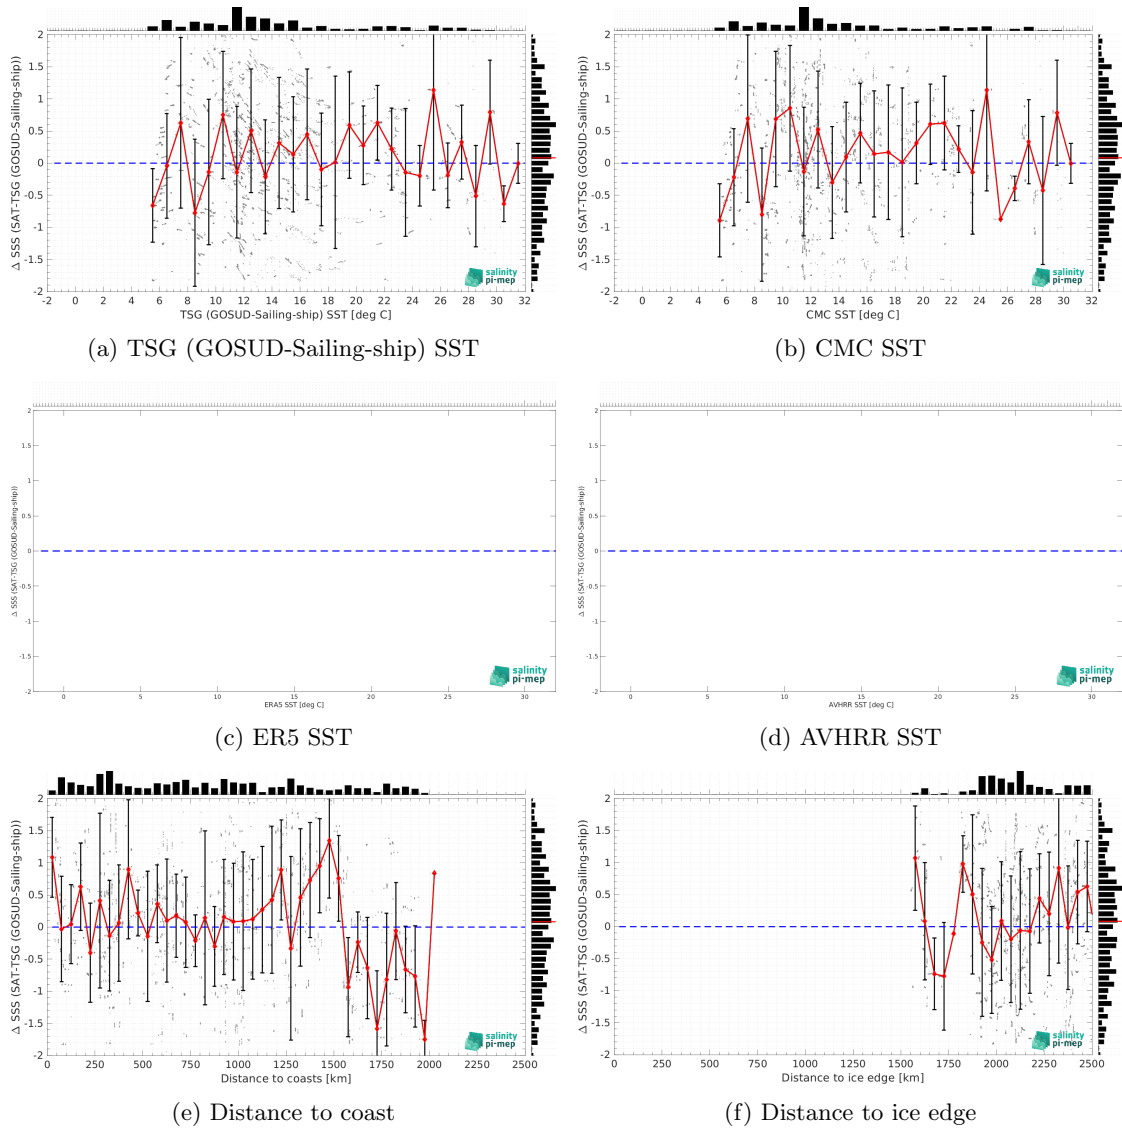 2
1.5
1
0.5
0
-0.5
-1
-1.5
-2
Δ SSS (SAT-TSG (GOSUD-Sailing-ship))
-2 0 2 4 6 8 10 12 14 16 18 20 22 24 26 28 30 32
TSG (GOSUD-Sailing-ship) SST [deg C]
salinity
pi-mep
(a) TSG (GOSUD-Sailing-ship) SST
2
1.5
1
0.5
0
-0.5
-1
-1.5
-2
Δ SSS (SAT-TSG (GOSUD-Sailing-ship))
-2 0 2 4 6 8 10 12 14 16 18 20 22 24 26 28 30 32
CMC SST [deg C]
salinity
pi-mep
(b) CMC SST
2
1.5
1
0.5
0
-0.5
-1
-1.5
-2
Δ SSS (SAT-TSG (GOSUD-Sailing-ship))
0 5 10 15 20 25 30
ERA5 SST [deg C]
salinity
pi-mep
(c) ER5 SST
2
1.5
1
0.5
0
-0.5
-1
-1.5
-2
Δ SSS (SAT-TSG (GOSUD-Sailing-ship))
0 5 10 15 20 25 30
AVHRR SST [deg C]
salinity
pi-mep
(d) AVHRR SST
2
1.5
1
0.5
0
-0.5
-1
-1.5
-2
Δ SSS (SAT-TSG (GOSUD-Sailing-ship))
0 250 500 750 1000 1250 1500 1750 2000 2250 2500
Distance to coasts [km]
salinity
pi-mep
(e) Distance to coast
2
1.5
1
0.5
0
-0.5
-1
-1.5
-2
Δ SSS (SAT-TSG (GOSUD-Sailing-ship))
0 250 500 750 1000 1250 1500 1750 2000 2250 2500
Distance to ice edge [km]
salinity
pi-mep
(f) Distance to ice edge